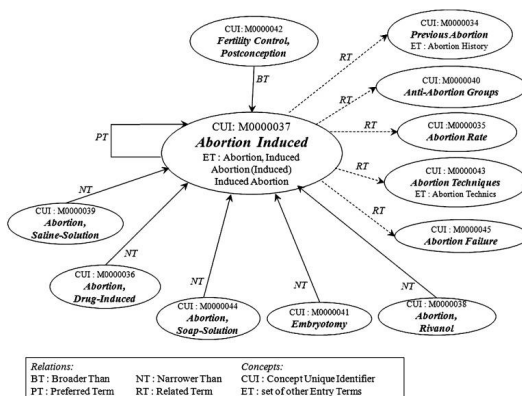 CUI: M0000042
Fertility Control,
Postconception
BT
CUI: M0000034
Previous Abortion
ET : Abortion History
RT
CUI: M0000040
Anti-Abortion Groups
RT
CUI: M0000037
Abortion Induced
ET : Abortion, Induced
Abortion (Induced)
Induced Abortion
PT
CUI : M0000035
Abortion Rate
RT
CUI : M0000043
Abortion Techniques
ET : Abortion Technics
RT
CUI : M0000045
Abortion Failure
RT
NT
CUI : M0000039
Abortion,
Saline-Solution
NT
CUI : M0000036
Abortion,
Drug-Induced
NT
CUI : M0000044
Abortion,
Soap-Solution
NT
CUI : M0000041
Embryotomy
NT
CUI : M0000038
Abortion,
Rivanol
Relations: Concepts:
BT : Broader Than NT : Narrower Than CUI : Concept Unique Identifier
PT : Preferred Term RT : Related Term ET : set of other Entry Terms